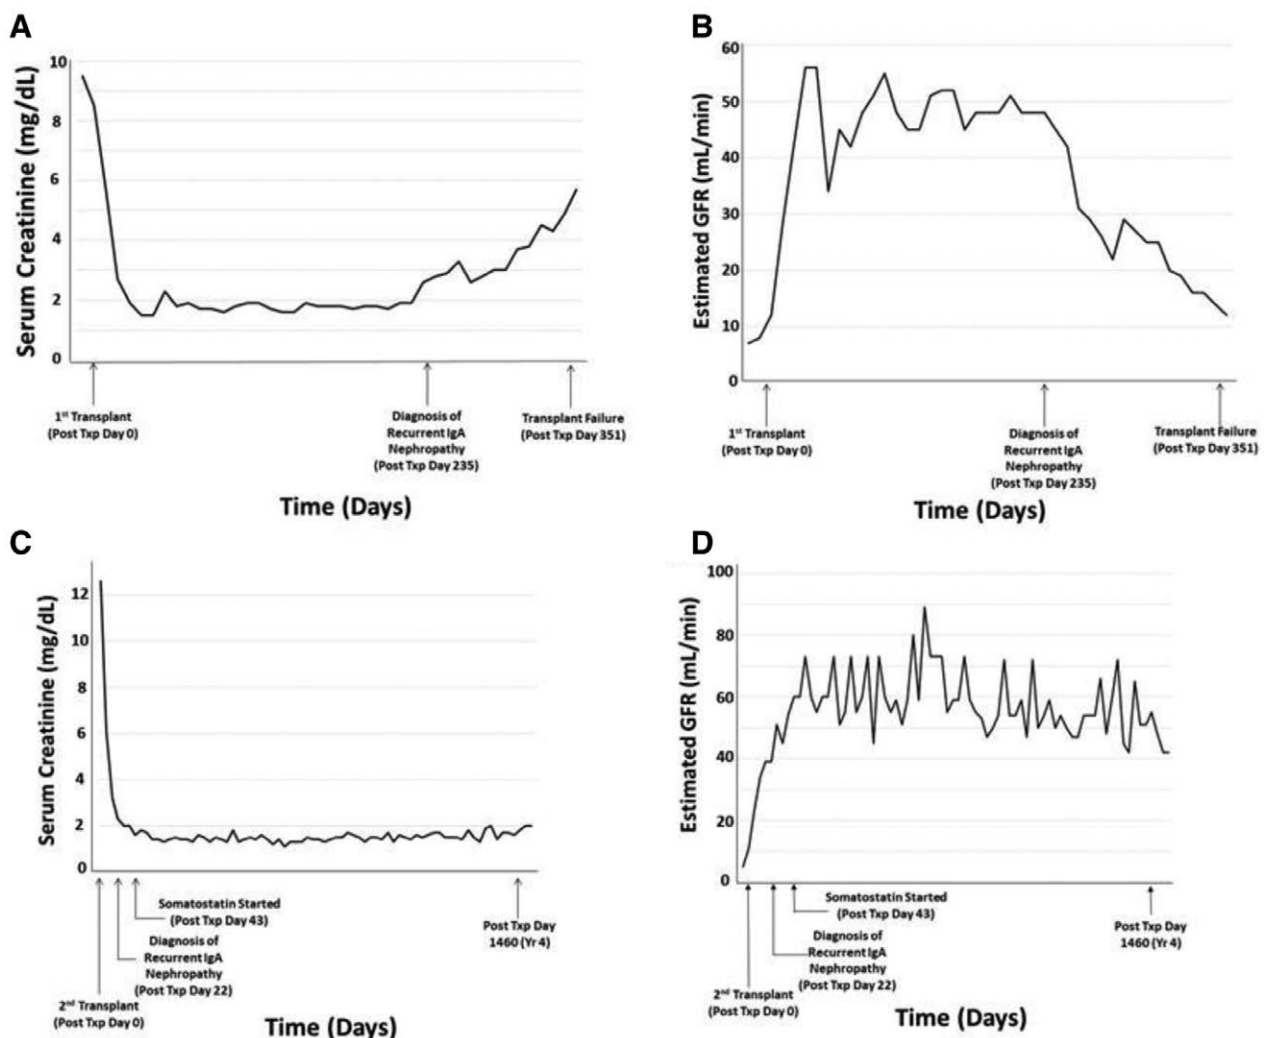 A
Serum Creatinine (mg/dL)
10
8
6
4
2
0
1st Transplant
(Post Txp Day 0)
Diagnosis of
Recurrent IgA
Nephropathy
(Post Txp Day 235)
Transplant Failure
(Post Txp Day 351)
Time (Days)
B
Estimated GFR (mL/min)
60
50
40
30
20
10
0
1st Transplant
(Post Txp Day 0)
Diagnosis of
Recurrent IgA
Nephropathy
(Post Txp Day 235)
Transplant Failure
(Post Txp Day 351)
Time (Days)
C
Serum Creatinine (mg/dL)
12
10
8
6
4
2
0
Somatostatin Started
(Post Txp Day 43)
Diagnosis of
Recurrent IgA
Nephropathy
(Post Txp Day 22)
2nd Transplant
(Post Txp Day 0)
Post Txp Day
1460 (Yr 4)
Time (Days)
D
Estimated GFR (mL/min)
100
80
60
40
20
0
Somatostatin Started
(Post Txp Day 43)
Diagnosis of
Recurrent IgA
Nephropathy
(Post Txp Day 22)
2nd Transplant
(Post Txp Day 0)
Post Txp Day
1460 (Yr 4)
Time (Days)